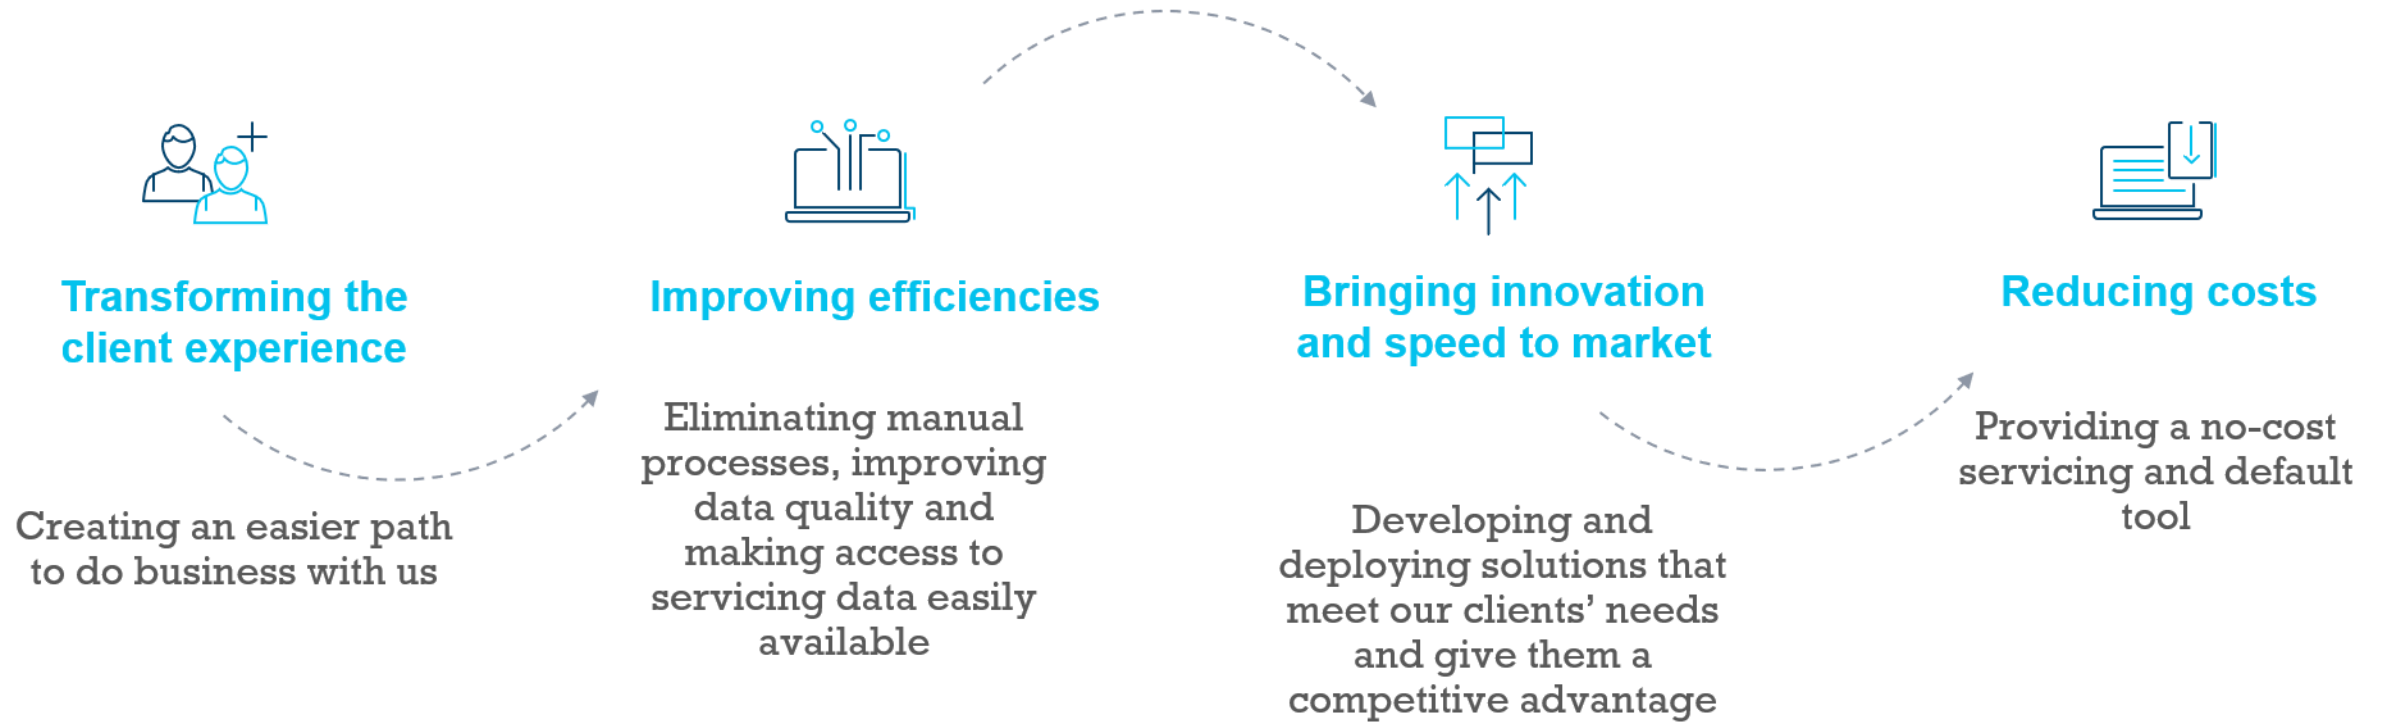 Transforming the
client experience
Creating an easier path
to do business with us
Improving efficiencies
Eliminating manual
processes, improving
data quality and
making access to
servicing data easily
available
Bringing innovation
and speed to market
Developing and
deploying solutions that
meet our clients’ needs
and give them a
competitive advantage
Reducing costs
Providing a no-cost
servicing and default
tool